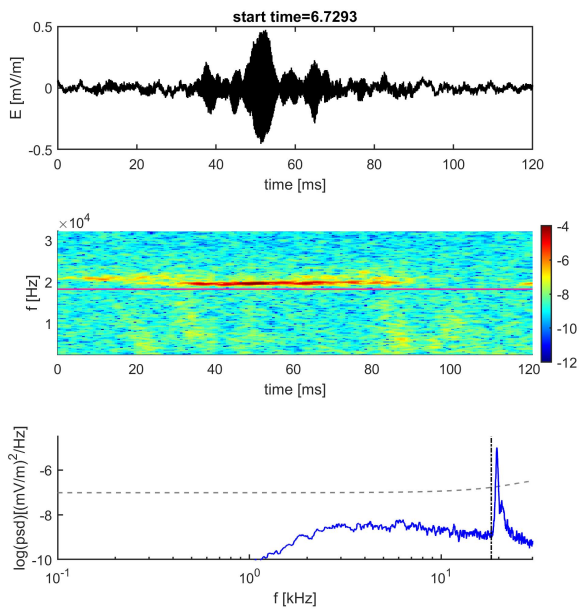 start time=6.7293
0.5
0
-0.5
E [mV/m]
0 20 40 60 80 100 120
time [ms]
×10⁴
3
2
1
f [Hz]
0 20 40 60 80 100 120
time [ms]
-4
-6
-8
-10
-12
-6
-8
-10
log(psd)[(mV/m)²/Hz]
10⁻¹ 10⁰ 10¹
f [kHz]